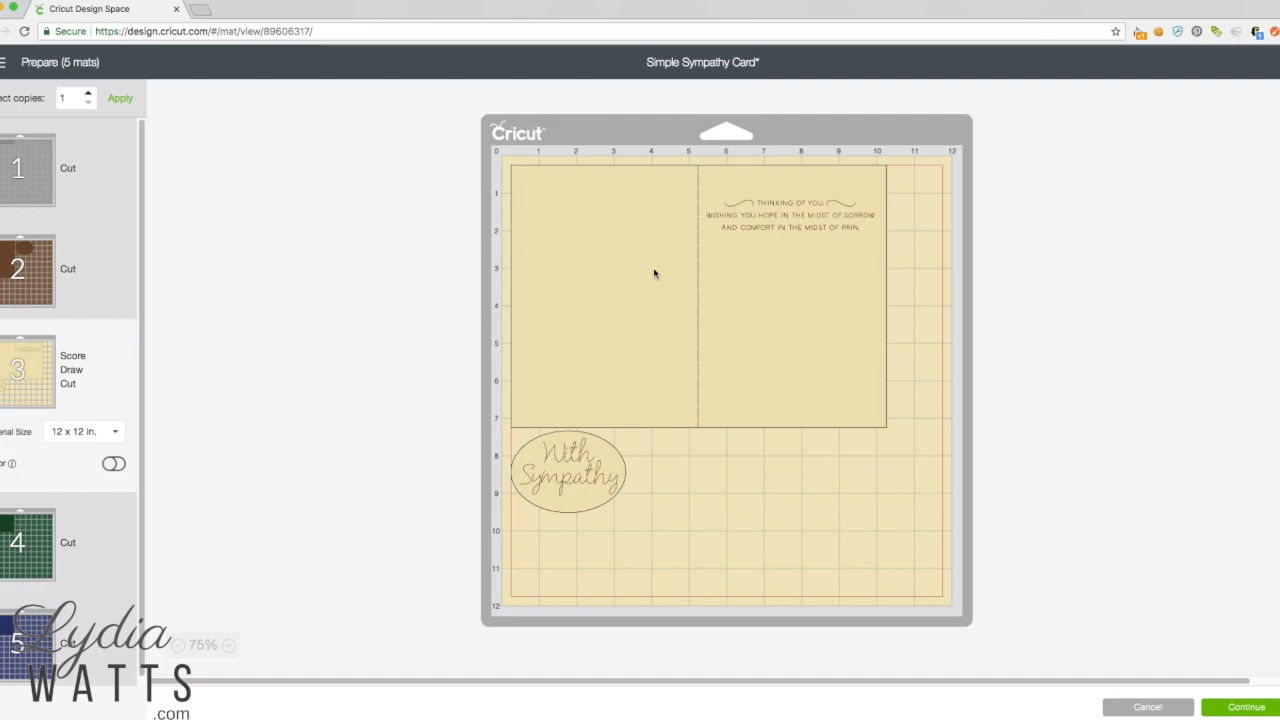 Cricut Design Space
Secure https://design.cricut.com/#/mat/view/89606317/
Prepare (5 mats)
Simple Sympathy Card*
ect copies: 1 Apply
1 Cut
2 Cut
3 Score
Draw
Cut
erial Size 12 x 12 in.
or
4 Cut
5 Cut
75%
Cricut
0 1 2 3 4 5 6 7 8 9 10 11 12
1
2
3
4
5
6
7
8
9
10
11
12
THINKING OF YOU,
WISHING YOU HOPE IN THE MIDST OF SORROW
AND COMFORT IN THE MIDST OF PAIN.
With
Sympathy
Lydia
WATTS
.com
Cancel Continue